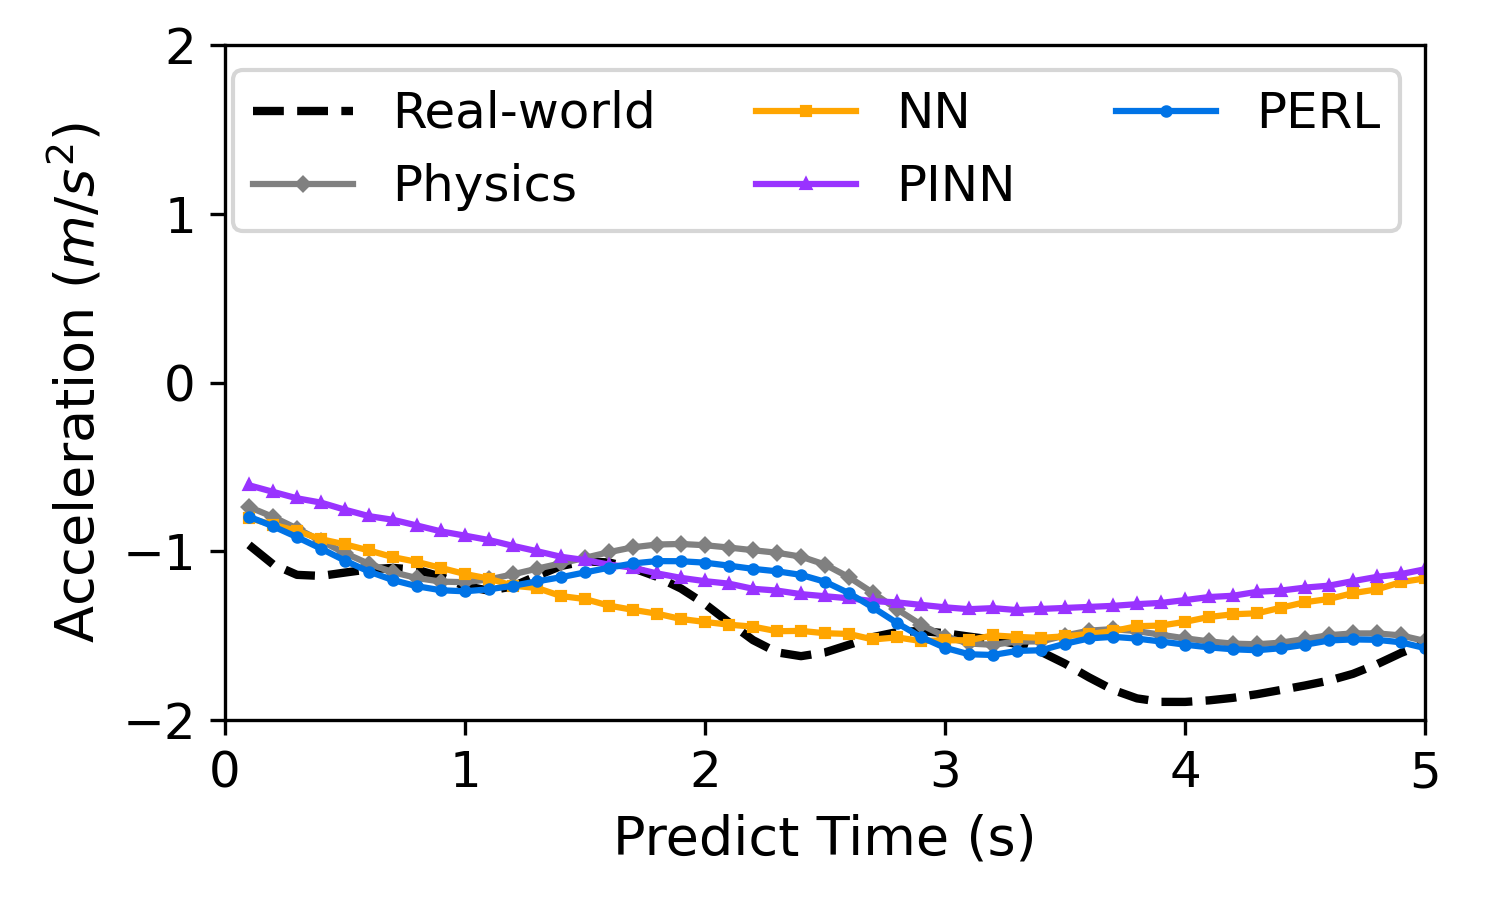 2
1
0
−1
−2
Acceleration (m/s²)
Real-world
Physics
NN
PINN
PERL
0 1 2 3 4 5
Predict Time (s)